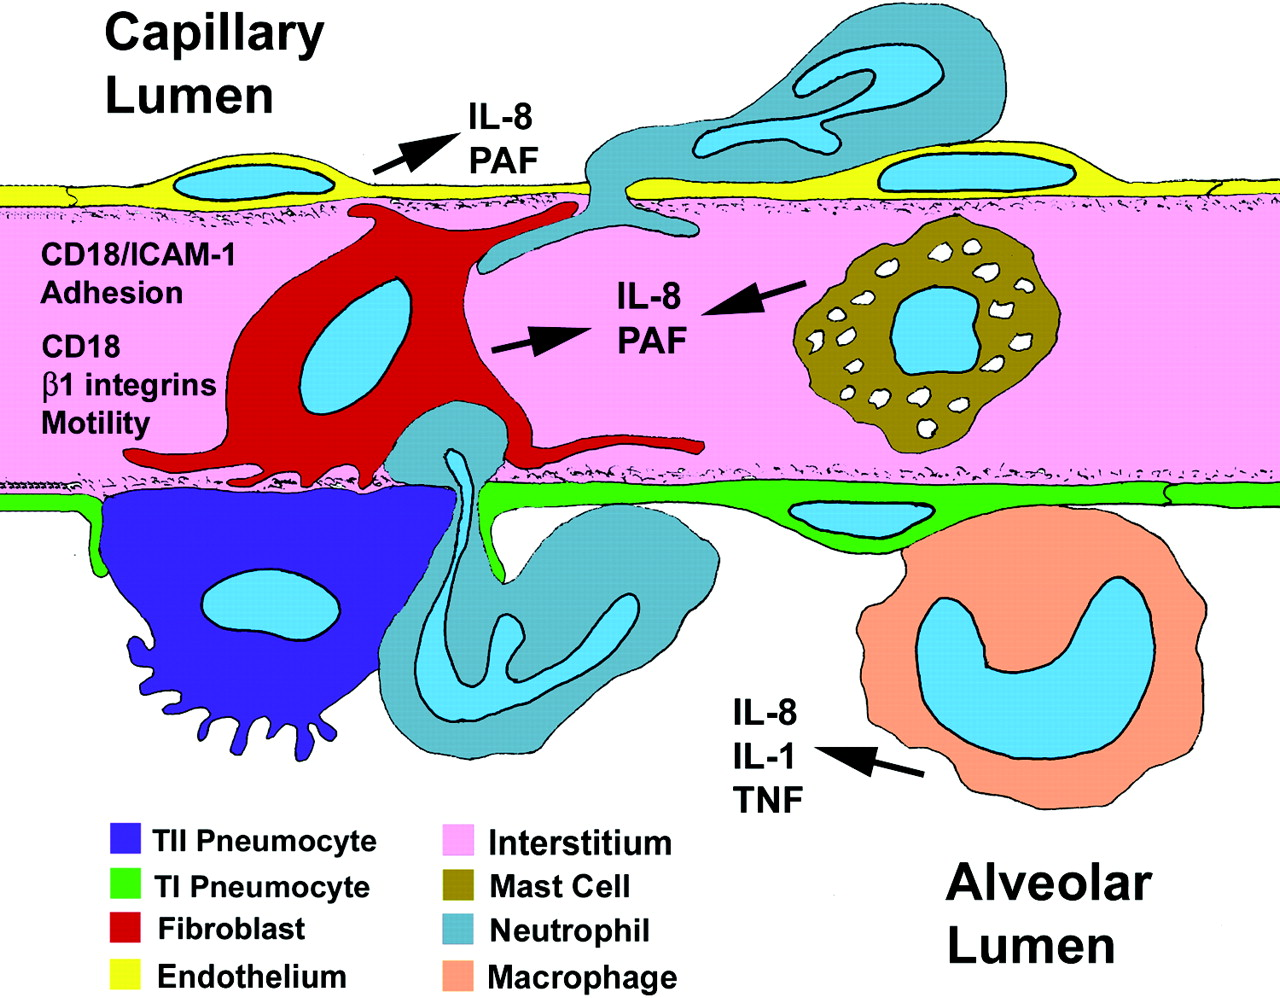 Capillary
Lumen
IL-8
PAF
CD18/ICAM-1
Adhesion
CD18
β1 integrins
Motility
IL-8
PAF
IL-8
IL-1
TNF
TII Pneumocyte
TI Pneumocyte
Fibroblast
Endothelium
Interstitium
Mast Cell
Neutrophil
Macrophage
Alveolar
Lumen